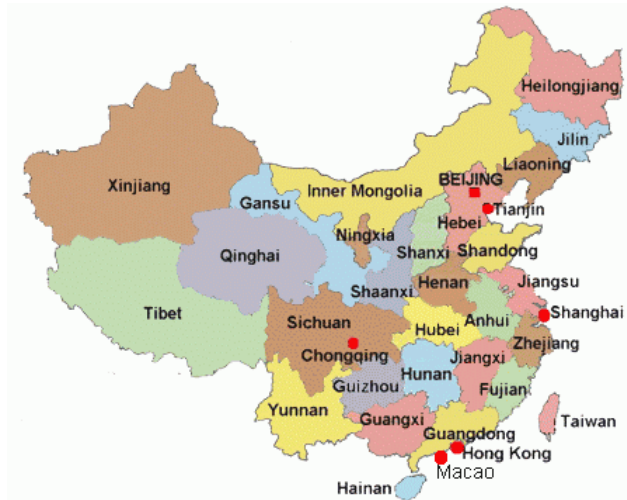 Heilongjiang
Jilin
Liaoning
Xinjiang
Inner Mongolia
BEIJING
Gansu
Tianjin
Hebei
Ningxia
Qinghai
Shanxi
Shandong
Henan
Jiangsu
Shaanxi
Tibet
Shanghai
Sichuan
Anhui
Hubei
Zhejiang
Chongqing
Jiangxi
Hunan
Guizhou
Fujian
Yunnan
Guangxi
Taiwan
Guangdong
Hong Kong
Macao
Hainan